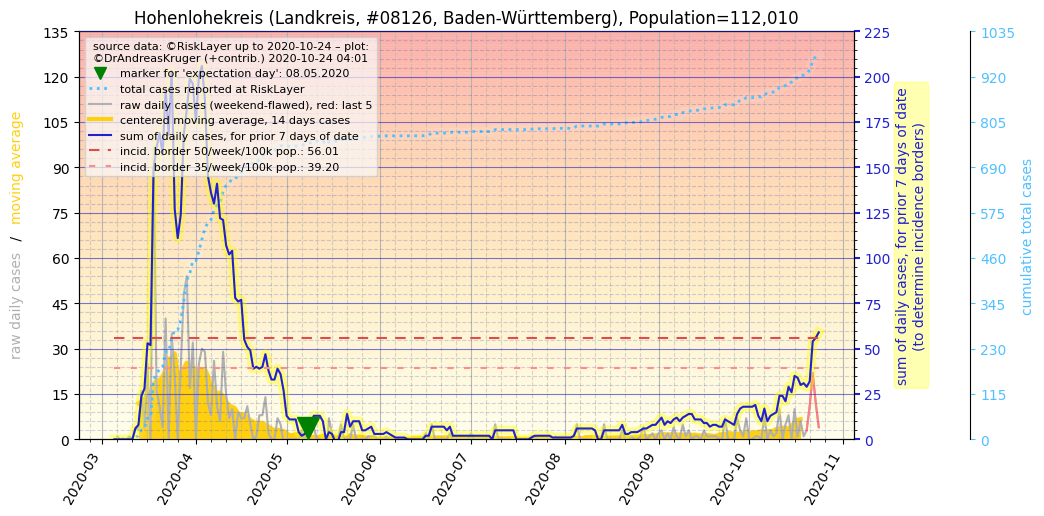 Hohenlohekreis (Landkreis, #08126, Baden-Württemberg), Population=112,010
source data: ©RiskLayer up to 2020-10-24 – plot:
©DrAndreasKruger (+contrib.) 2020-10-24 04:01
marker for 'expectation day': 08.05.2020
total cases reported at RiskLayer
raw daily cases (weekend-flawed), red: last 5
centered moving average, 14 days cases
sum of daily cases, for prior 7 days of date
incid. border 50/week/100k pop.: 56.01
incid. border 35/week/100k pop.: 39.20
raw daily cases / moving average
135
120
105
90
75
60
45
30
15
0
225
200
175
150
125
100
75
50
25
0
sum of daily cases, for prior 7 days of date
(to determine incidence borders)
1035
920
805
690
575
460
345
230
115
0
cumulative total cases
2020-03
2020-04
2020-05
2020-06
2020-07
2020-08
2020-09
2020-10
2020-11